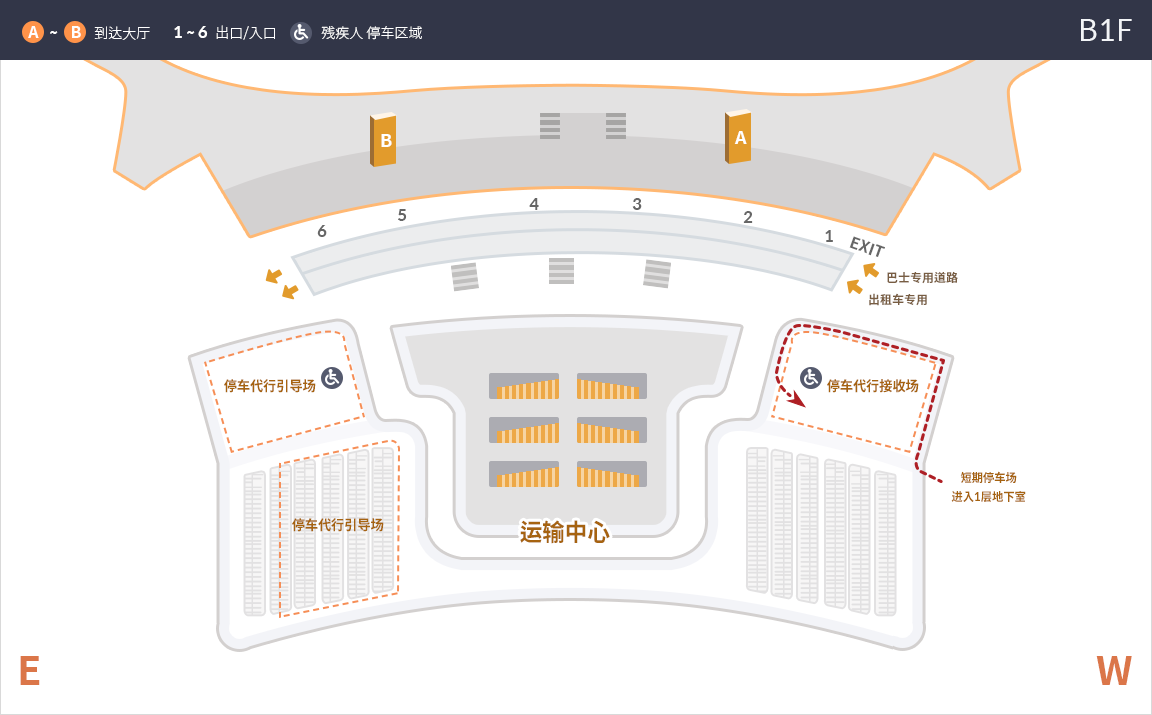 A ~ B 到达大厅 1 ~ 6 出口/入口 残疾人 停车区域 B1F
B
A
6
5
4
3
2
1
EXIT
巴士专用道路
出租车专用
停车代行引导场
停车代行接收场
停车代行引导场
短期停车场
进入1层地下室
运输中心
E
W